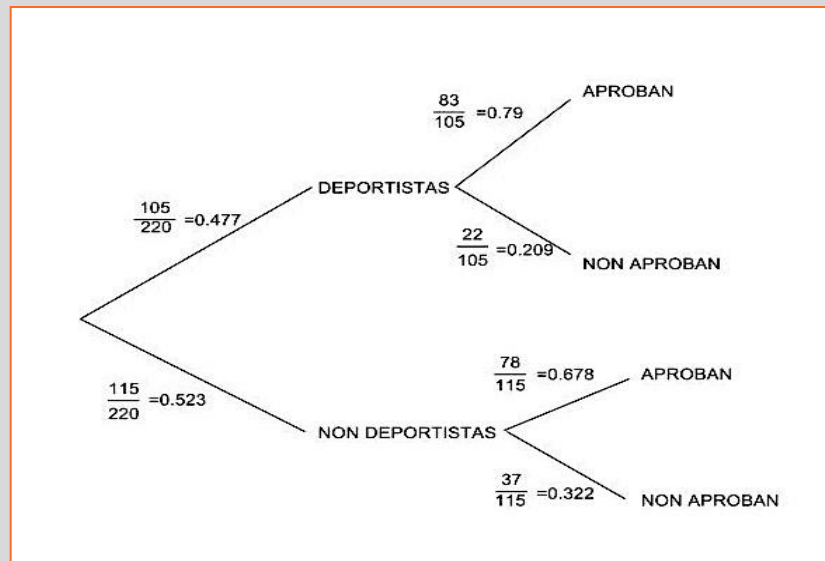 APROBAN
83
105 =0.79
DEPORTISTAS
105
220 =0.477
22
105 =0.209
NON APROBAN
78
115 =0.678
APROBAN
115
220 =0.523
NON DEPORTISTAS
37
115 =0.322
NON APROBAN